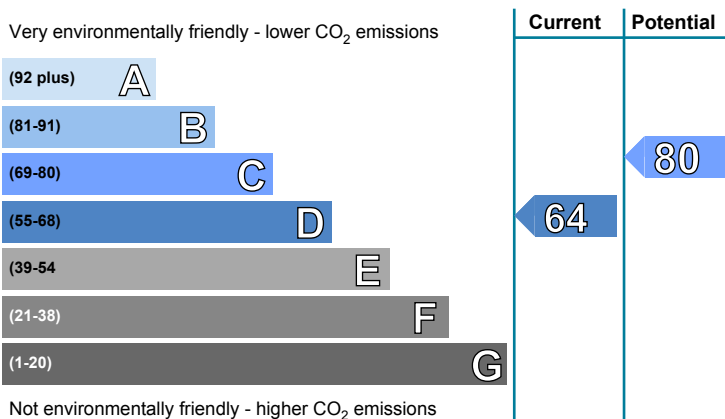 Very environmentally friendly - lower CO2 emissions
Current
Potential
(92 plus) A
(81-91) B
(69-80) C
80
(55-68) D
64
(39-54 E
(21-38) F
(1-20) G
Not environmentally friendly - higher CO2 emissions